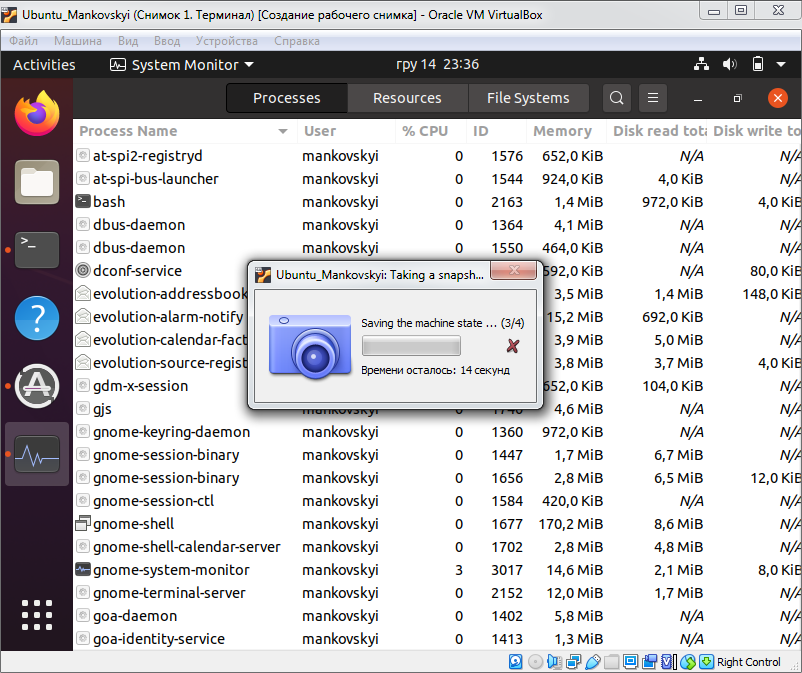 Ubuntu_Mankovskyi (Снимок 1. Терминал) [Создание рабочего снимка] - Oracle VM VirtualBox
Файл Машина Вид Ввод Устройства Справка
Activities System Monitor гру 14 23:36
Processes Resources File Systems
Process Name User % CPU ID Memory Disk read tota Disk write to
at-spi2-registryd mankovskyi 0 1576 652,0 KiB N/A N/A
at-spi-bus-launcher mankovskyi 0 1544 924,0 KiB 4,0 KiB N/A
bash mankovskyi 0 2163 1,4 MiB 972,0 KiB 4,0 KiB
dbus-daemon mankovskyi 0 1364 4,1 MiB N/A N/A
dbus-daemon mankovskyi 0 1550 464,0 KiB N/A N/A
dconf-service 592,0 KiB N/A 80,0 KiB
evolution-addressbook 3,5 MiB 1,4 MiB 148,0 KiB
evolution-alarm-notify 15,2 MiB 692,0 KiB N/A
evolution-calendar-fact 3,9 MiB 5,0 MiB N/A
evolution-source-regist 3,8 MiB 3,7 MiB 4,0 KiB
gdm-x-session 652,0 KiB 104,0 KiB N/A
gjs 4,6 MiB N/A N/A
Ubuntu_Mankovskyi: Taking a snapsh...
Saving the machine state ... (3/4)
Времени осталось: 14 секунд
gnome-keyring-daemon mankovskyi 0 1360 972,0 KiB N/A N/A
gnome-session-binary mankovskyi 0 1447 1,7 MiB 6,7 MiB N/A
gnome-session-binary mankovskyi 0 1656 2,8 MiB 6,5 MiB 12,0 KiB
gnome-session-ctl mankovskyi 0 1584 420,0 KiB N/A N/A
gnome-shell mankovskyi 0 1677 170,2 MiB 8,6 MiB N/A
gnome-shell-calendar-server mankovskyi 0 1702 2,8 MiB 4,8 MiB N/A
gnome-system-monitor mankovskyi 3 3017 14,6 MiB 2,1 MiB 8,0 KiB
gnome-terminal-server mankovskyi 0 2152 12,0 MiB 1,7 MiB N/A
goa-daemon mankovskyi 0 1402 5,8 MiB N/A N/A
goa-identity-service mankovskyi 0 1413 1,3 MiB N/A N/A
Right Control